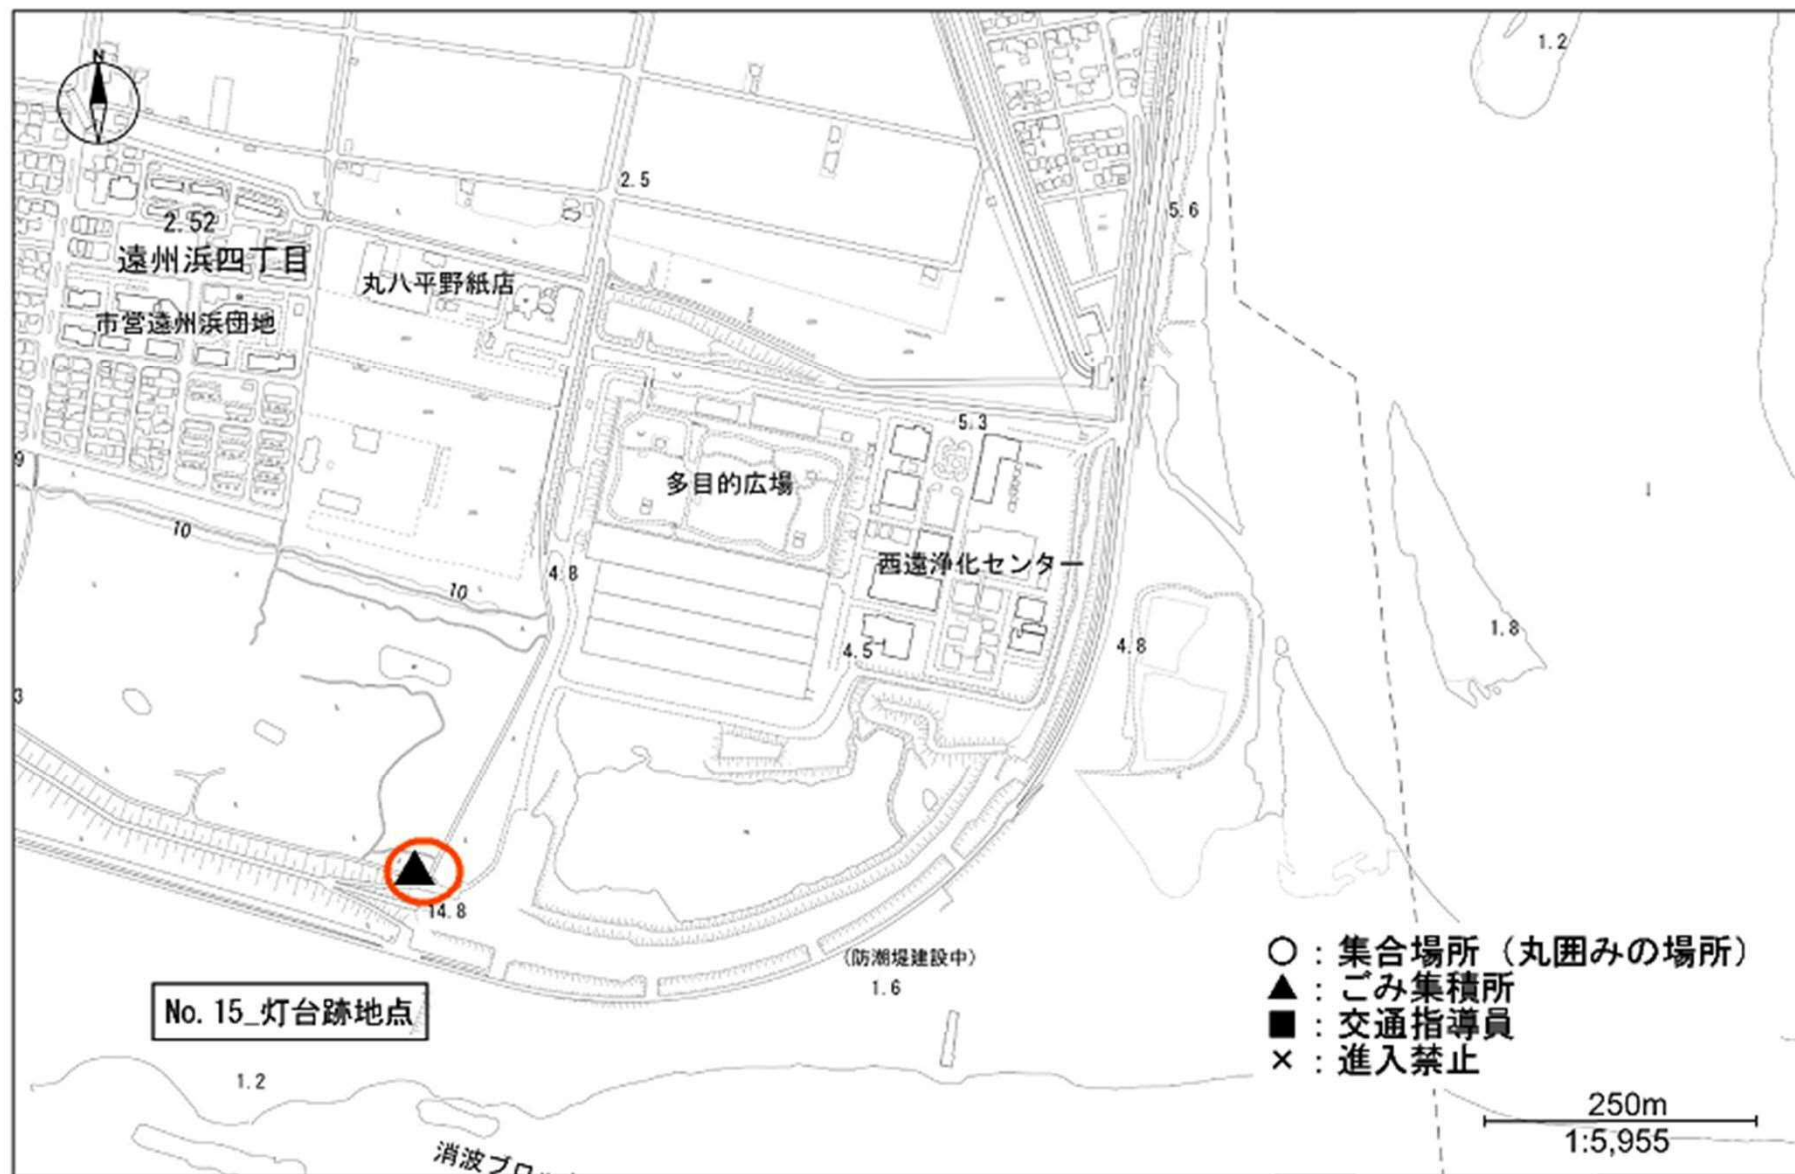 N
1.2
2.5
5.6
2.52
遠州浜四丁目
丸八平野紙店
市営遠州浜団地
5.3
多目的広場
9
10
西遠浄化センター
4.8
10
4.5
4.8
1.8
3
14.8
(防潮堤建設中)
1.6
No. 15_灯台跡地点
○：集合場所（丸囲みの場所）
▲：ごみ集積所
■：交通指導員
×：進入禁止
1.2
250m
1:5,955
消波ブロ